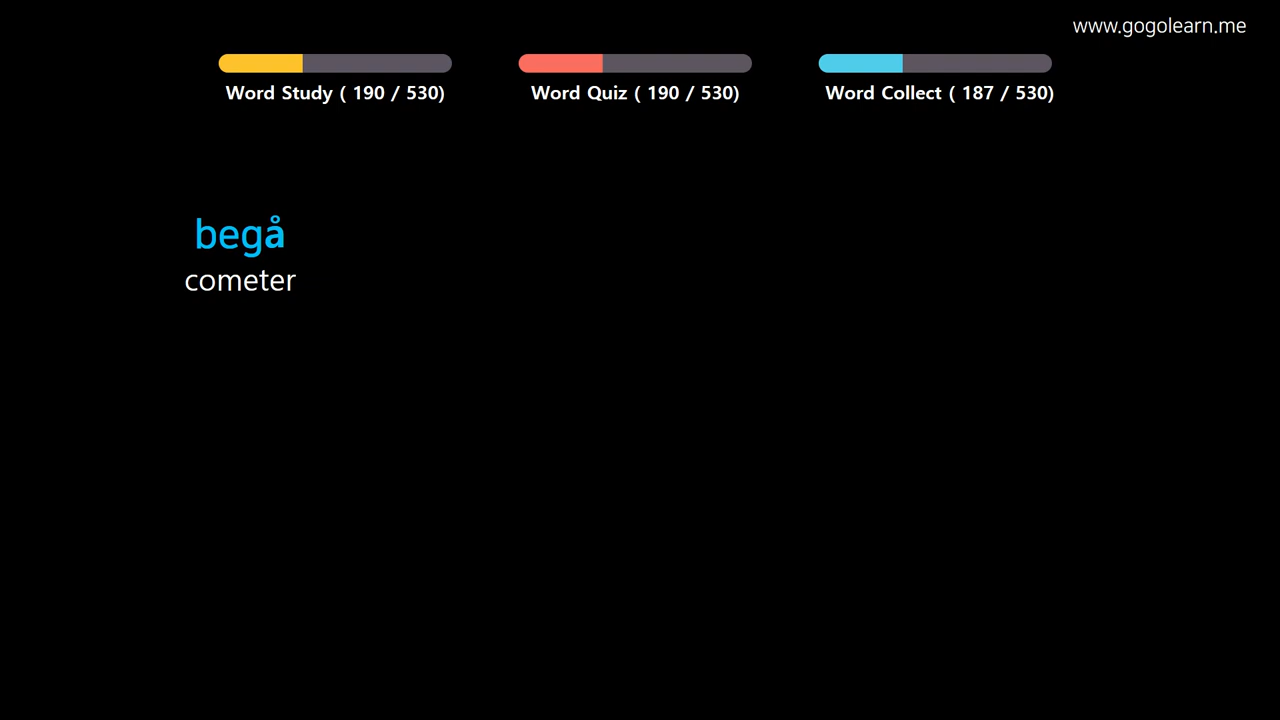 www.gogolearn.me
Word Study ( 190 / 530)
Word Quiz ( 190 / 530)
Word Collect ( 187 / 530)
begå
cometer